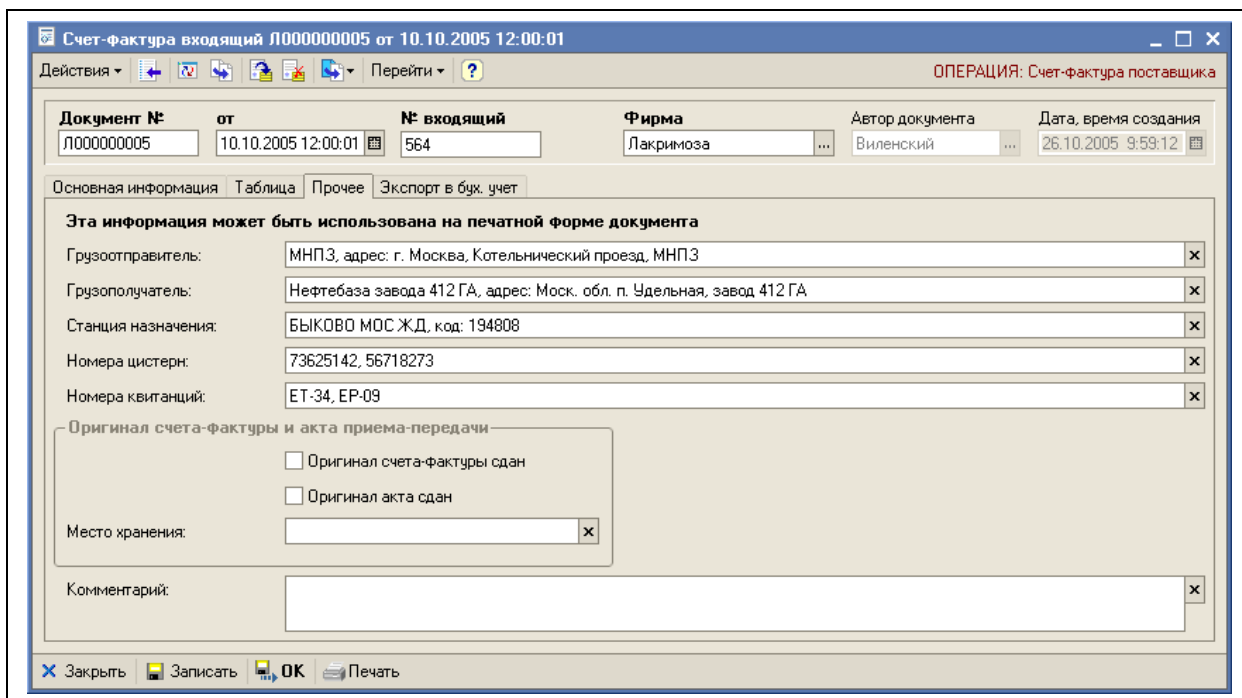 Счет-фактура входящий Л000000005 от 10.10.2005 12:00:01
Действия Перейти ? ОПЕРАЦИЯ: Счет-фактура поставщика
Документ № от № входящий Фирма Автор документа Дата, время создания
Л000000005 10.10.2005 12:00:01 564 Лакримоза ... Виленский ... 26.10.2005 9:59:12
Основная информация Таблица Прочее Экспорт в бух. учет
Эта информация может быть использована на печатной форме документа
Грузоотправитель: МНПЗ, адрес: г. Москва, Котельнический проезд, МНПЗ
Грузополучатель: Нефтебаза завода 412 ГА, адрес: Моск. обл. п. Удельная, завод 412 ГА
Станция назначения: БЫКОВО МОС ЖД, код: 194808
Номера цистерн: 73625142, 56718273
Номера квитанций: ЕТ-34, ЕР-09
Оригинал счета-фактуры и акта приема-передачи
Оригинал счета-фактуры сдан
Оригинал акта сдан
Место хранения:
Комментарий:
Закрыть Записать OK Печать